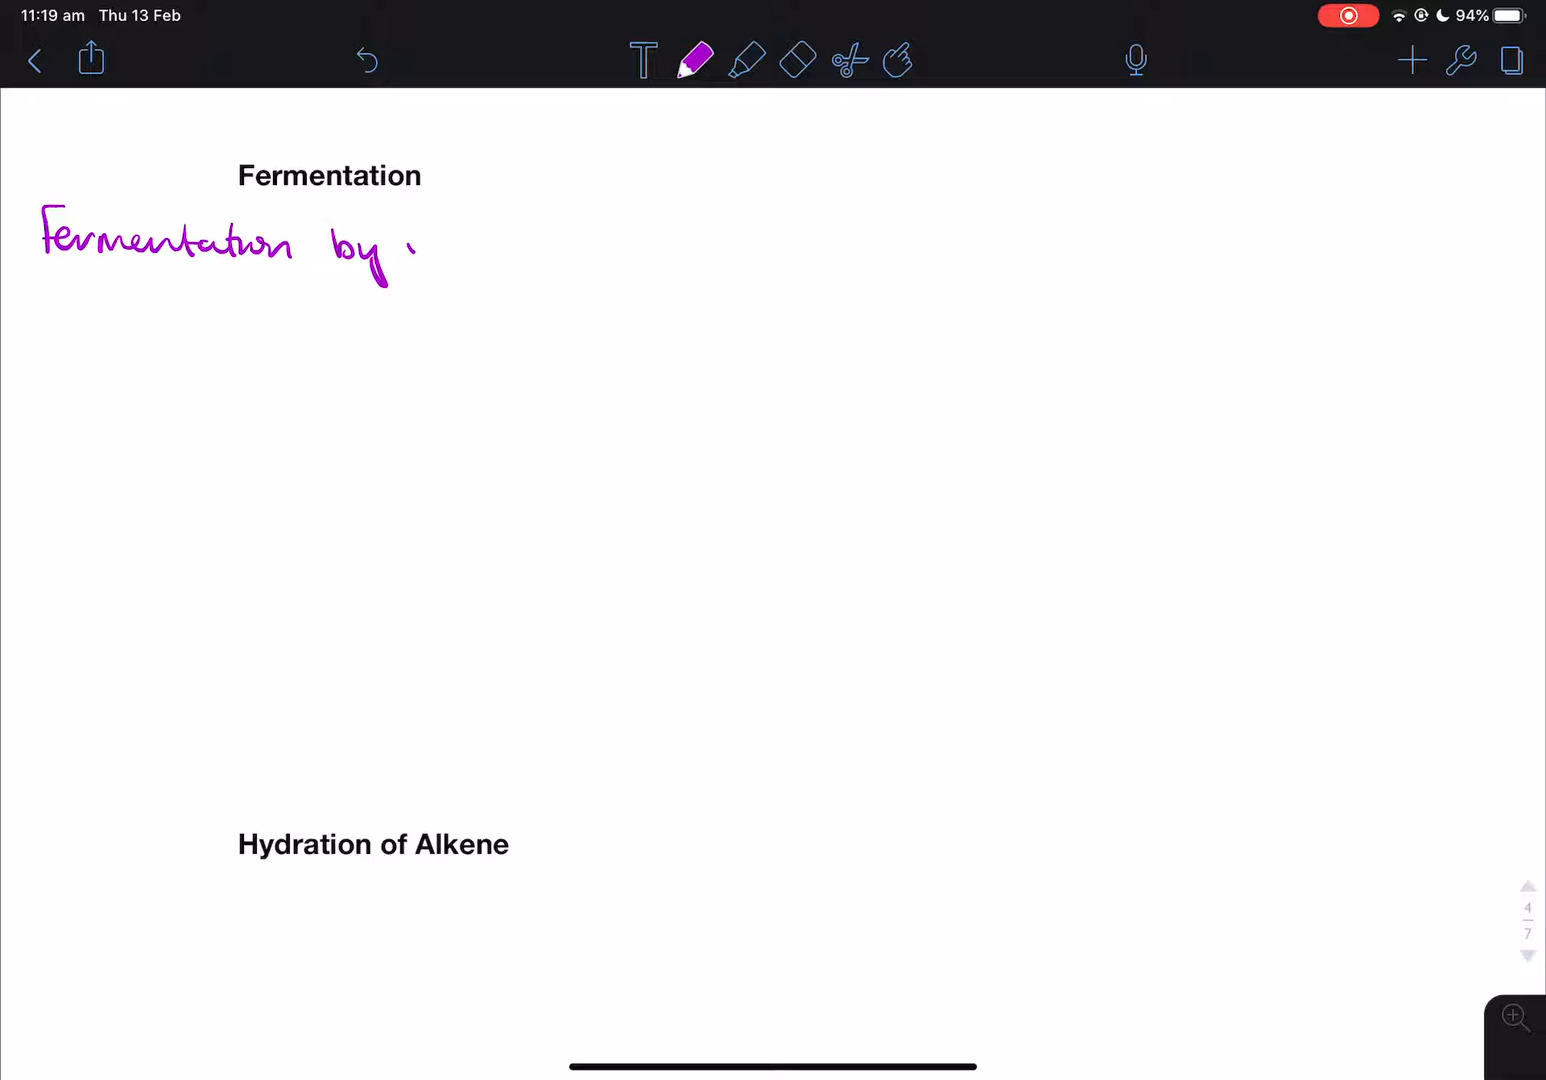 11:19 am Thu 13 Feb
94%
T
Fermentation
Fermentation by
Hydration of Alkene
4
7